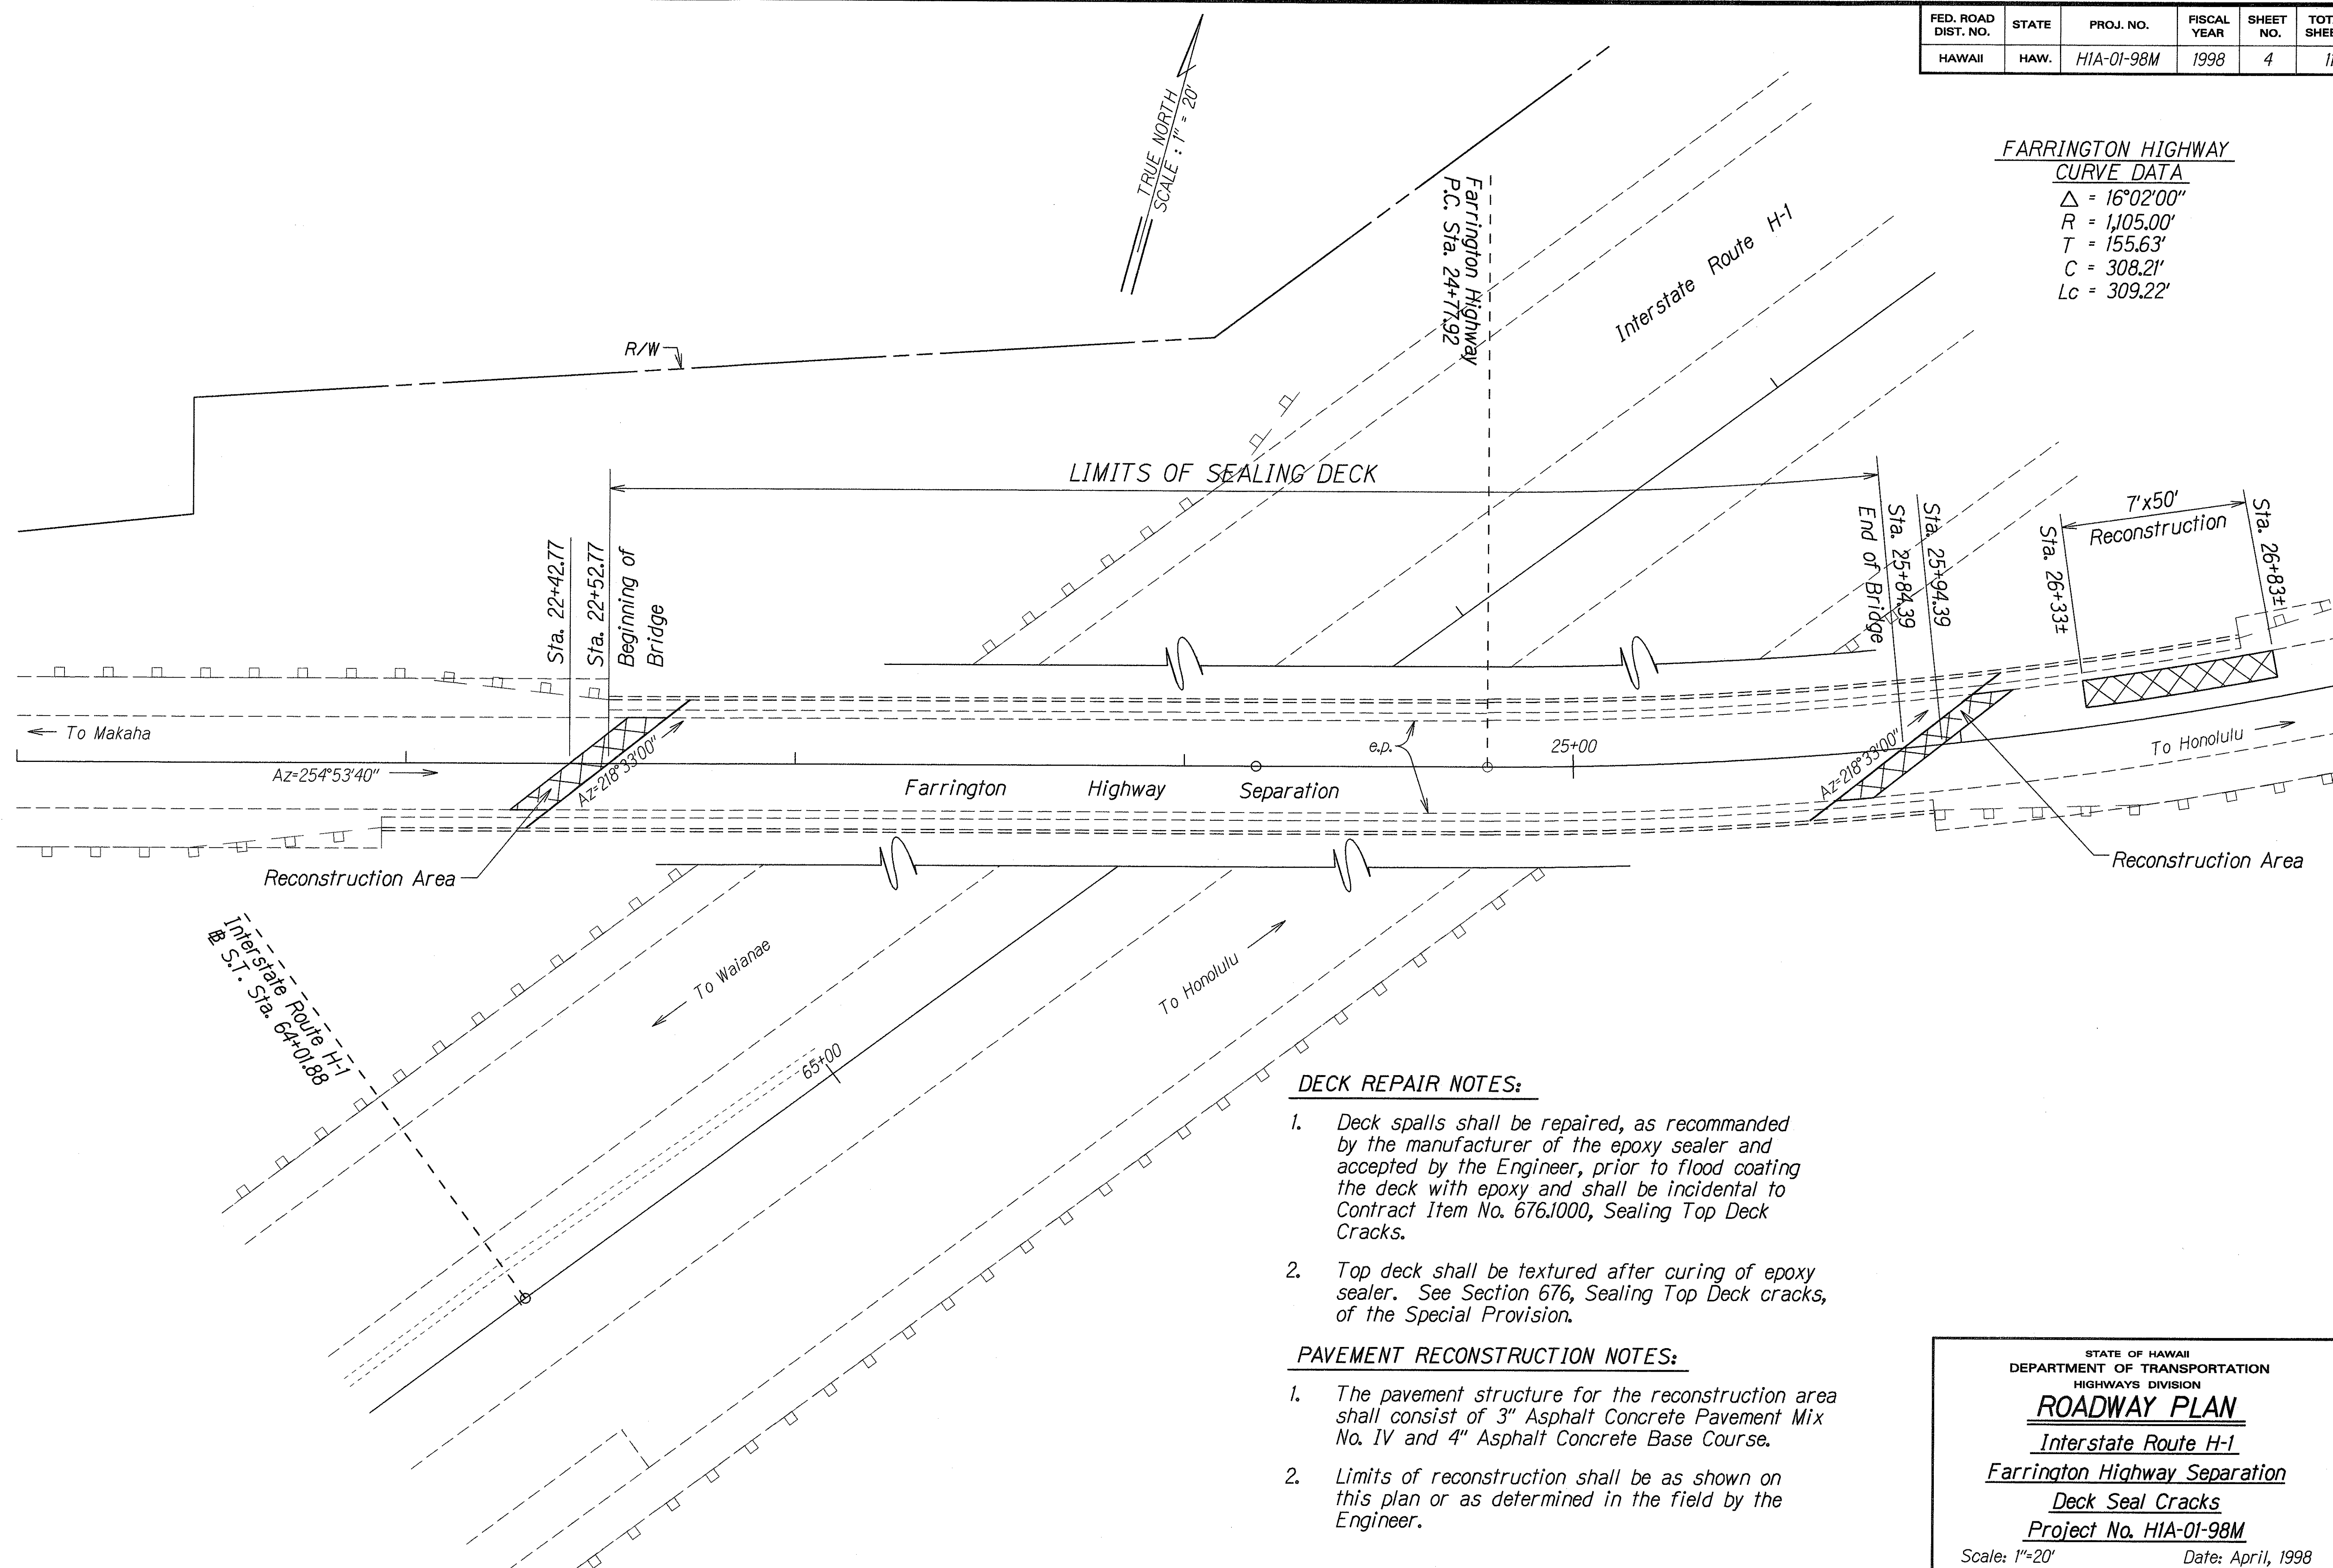 FED. ROAD DIST. NO. STATE PROJ. NO. FISCAL YEAR SHEET NO.
HAWAII HAW. H1A-01-98M 1998 4
TRUE NORTH
SCALE : 1" = 20'
FARRINGTON HIGHWAY
CURVE DATA
Δ = 16°02'00"
R = 1,105.00'
T = 155.63'
C = 308.21'
Lc = 309.22'
Farrington Highway
P.C. Sta. 24+77.92
Interstate Route H-1
R/W
LIMITS OF SEALING DECK
Sta. 22+42.77
Sta. 22+52.77
Beginning of
Bridge
End of Bridge
Sta. 25+84.39
Sta. 25+94.39
7'x50'
Reconstruction
Sta. 26+33±
Sta. 26+83±
To Makaha
Az=254°53'40"
Az=218°33'00"
e.p.
25+00
Farrington Highway Separation
Az=218°33'00"
To Honolulu
Reconstruction Area
Reconstruction Area
Interstate Route H-1
S.T. Sta. 64+01.88
To Waianae
To Honolulu
65+00
DECK REPAIR NOTES:
1. Deck spalls shall be repaired, as recommanded
by the manufacturer of the epoxy sealer and
accepted by the Engineer, prior to flood coating
the deck with epoxy and shall be incidental to
Contract Item No. 676.1000, Sealing Top Deck
Cracks.
2. Top deck shall be textured after curing of epoxy
sealer. See Section 676, Sealing Top Deck cracks,
of the Special Provision.
PAVEMENT RECONSTRUCTION NOTES:
1. The pavement structure for the reconstruction area
shall consist of 3" Asphalt Concrete Pavement Mix
No. IV and 4" Asphalt Concrete Base Course.
2. Limits of reconstruction shall be as shown on
this plan or as determined in the field by the
Engineer.
STATE OF HAWAII
DEPARTMENT OF TRANSPORTATION
HIGHWAYS DIVISION
ROADWAY PLAN
Interstate Route H-1
Farrington Highway Separation
Deck Seal Cracks
Project No. H1A-01-98M
Scale: 1"=20' Date: April, 1998